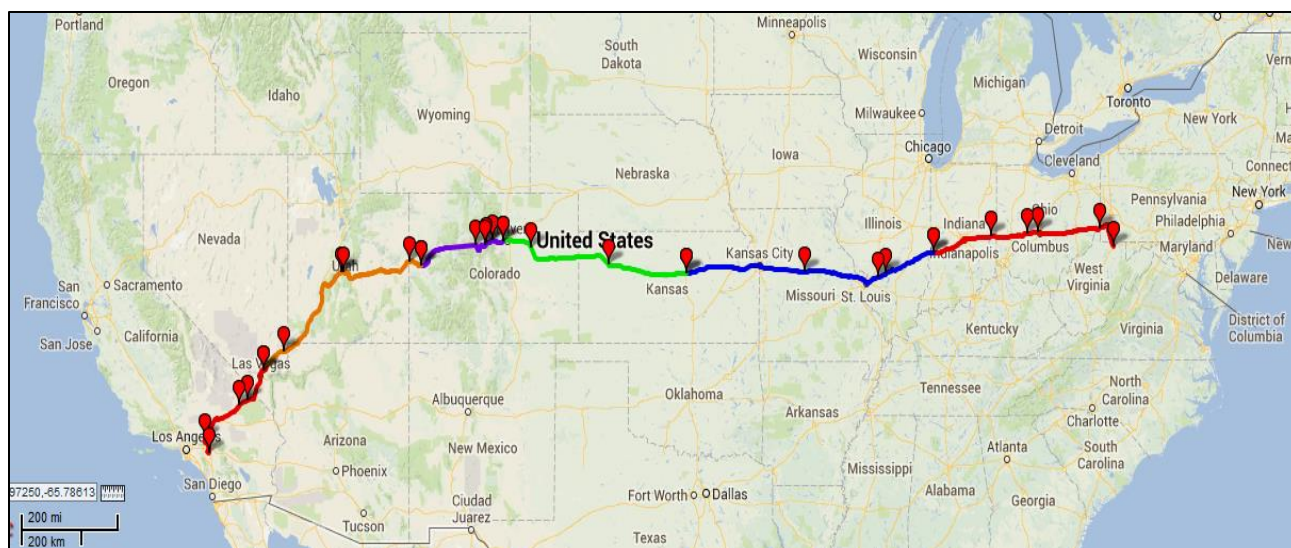 Portland
Minneapolis
South
Dakota
Wisconsin
Oregon
Idaho
Michigan
Toronto
Wyoming
Milwaukee
New York
Detroit
Chicago
Cleveland
Iowa
Nebraska
Pennsylvania
New York
Nevada
Illinois
Indiana
Ohio
Philadelphia
Utah
United States
Columbus
Maryland
Sacramento
San
Francisco
Colorado
Kansas City
Indianapolis
West
Virginia
Delaware
Kansas
Missouri
St. Louis
San Jose
California
Kentucky
Virginia
District of
Columbia
Las Vegas
Tennessee
North
Carolina
Albuquerque
Oklahoma
Arkansas
Charlotte
Los Angeles
Arizona
New Mexico
Atlanta
South
Carolina
Phoenix
Mississippi
San Diego
97250,-65.78613
Fort Worth
Dallas
Alabama
Georgia
Tucson
Ciudad
Juarez
Texas
200 mi
200 km